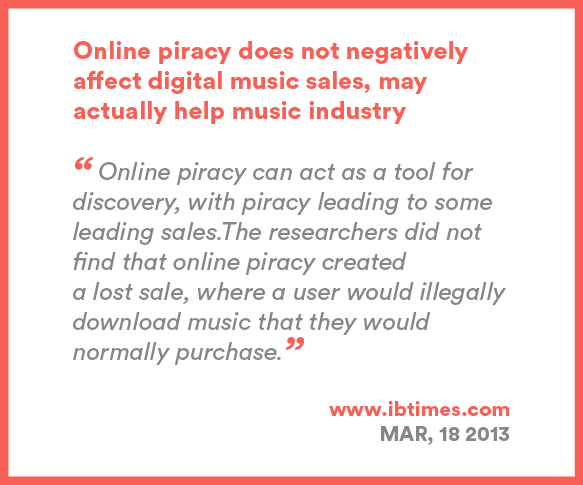 Online piracy does not negatively
affect digital music sales, may
actually help music industry
“ Online piracy can act as a tool for
discovery, with piracy leading to some
leading sales.The researchers did not
find that online piracy created
a lost sale, where a user would illegally
download music that they would
normally purchase.”
www.ibtimes.com
MAR, 18 2013